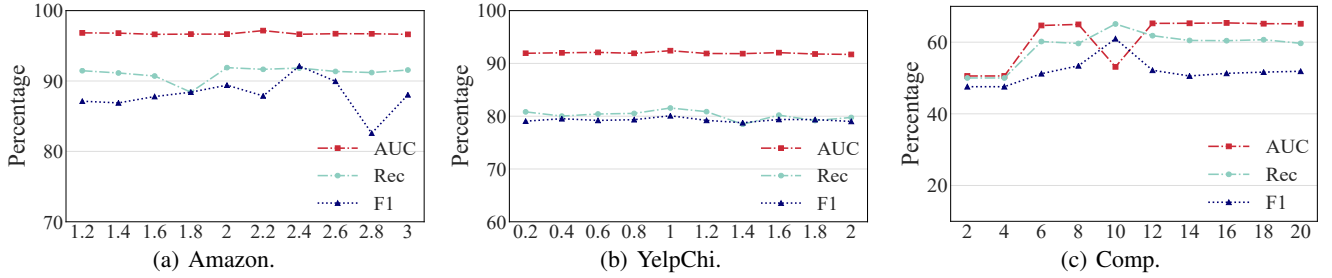 Percentage
100
90
80
70
AUC
Rec
F1
1.2 1.4 1.6 1.8 2 2.2 2.4 2.6 2.8 3
(a) Amazon.
Percentage
100
90
80
70
60
AUC
Rec
F1
0.2 0.4 0.6 0.8 1 1.2 1.4 1.6 1.8 2
(b) YelpChi.
Percentage
60
40
20
AUC
Rec
F1
2 4 6 8 10 12 14 16 18 20
(c) Comp.